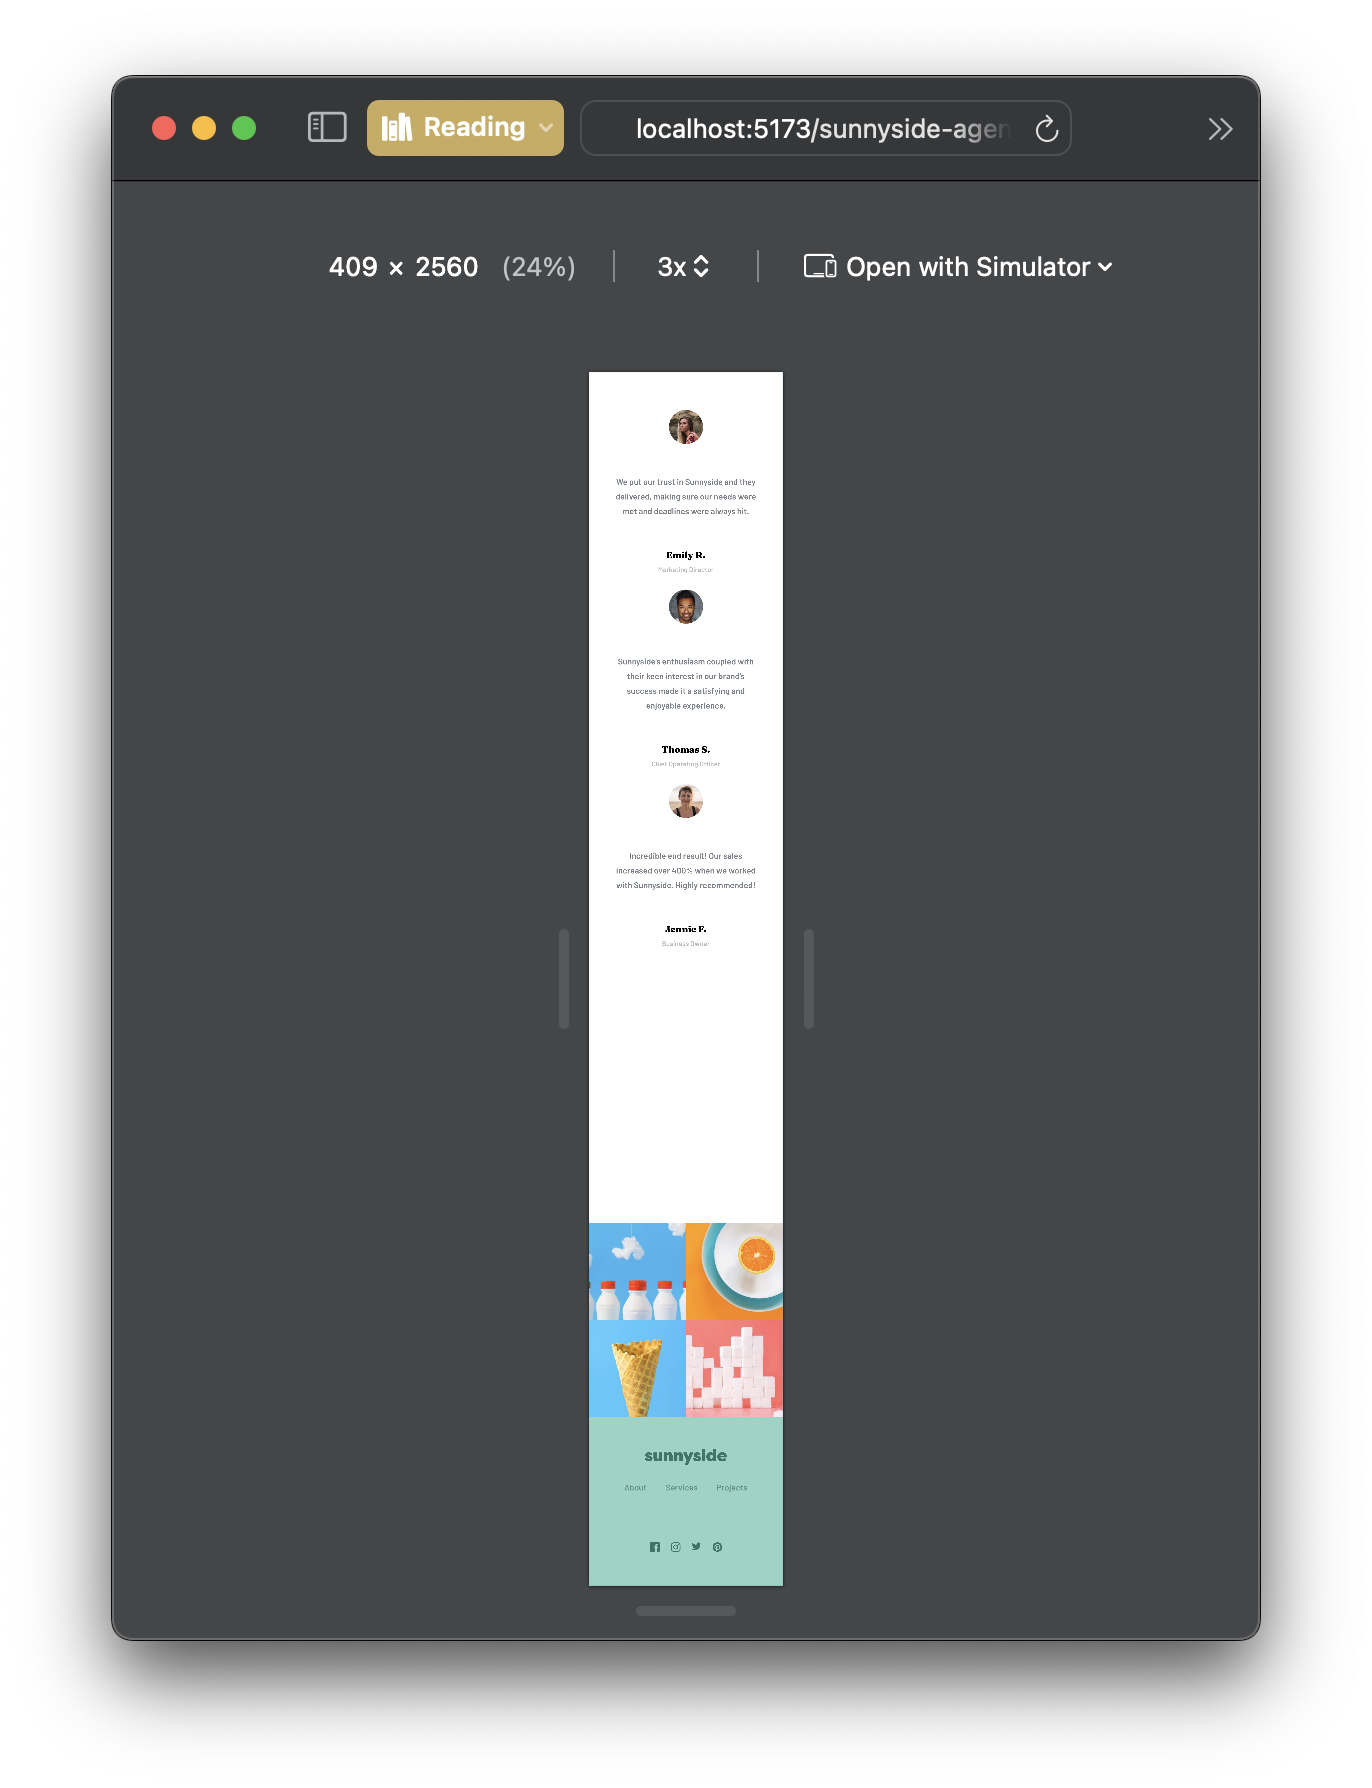 Reading
localhost:5173/sunnyside-agen
409 × 2560 (24%)
3x
Open with Simulator
We put our trust in Sunnyside and they
delivered, making sure our needs were
met and deadlines were always hit.
Emily R.
Marketing Director
Sunnyside's enthusiasm coupled with
their keen interest in our brand's
success made it a satisfying and
enjoyable experience.
Thomas S.
Chief Operating Officer
Incredible end result! Our sales
increased over 400% when we worked
with Sunnyside. Highly recommended!
Jennie F.
Business Owner
sunnyside
About Services Projects